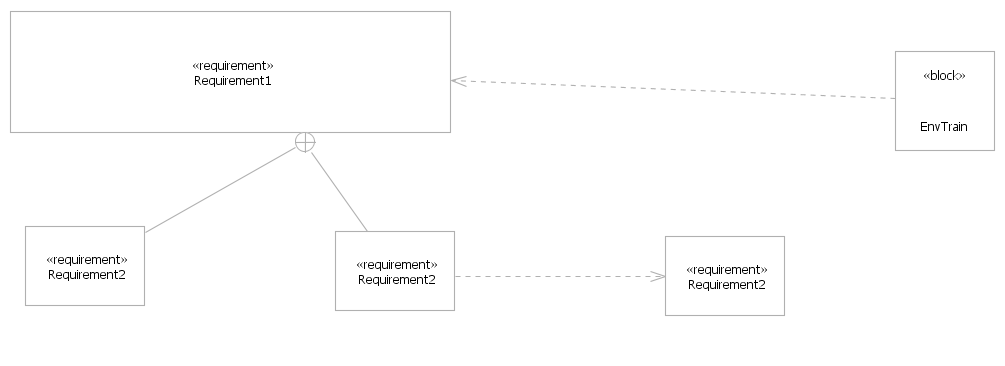 «requirement»
Requirement1
«block»
EnvTrain
«requirement»
Requirement2
«requirement»
Requirement2
«requirement»
Requirement2